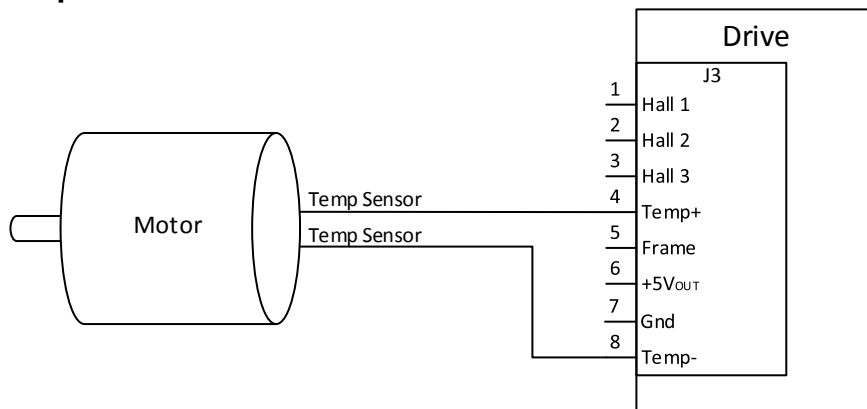 Drive
J3
1 Hall 1
2 Hall 2
3 Hall 3
4 Temp+
5 Frame
6 +5VOUT
7 Gnd
8 Temp-
Motor
Temp Sensor
Temp Sensor